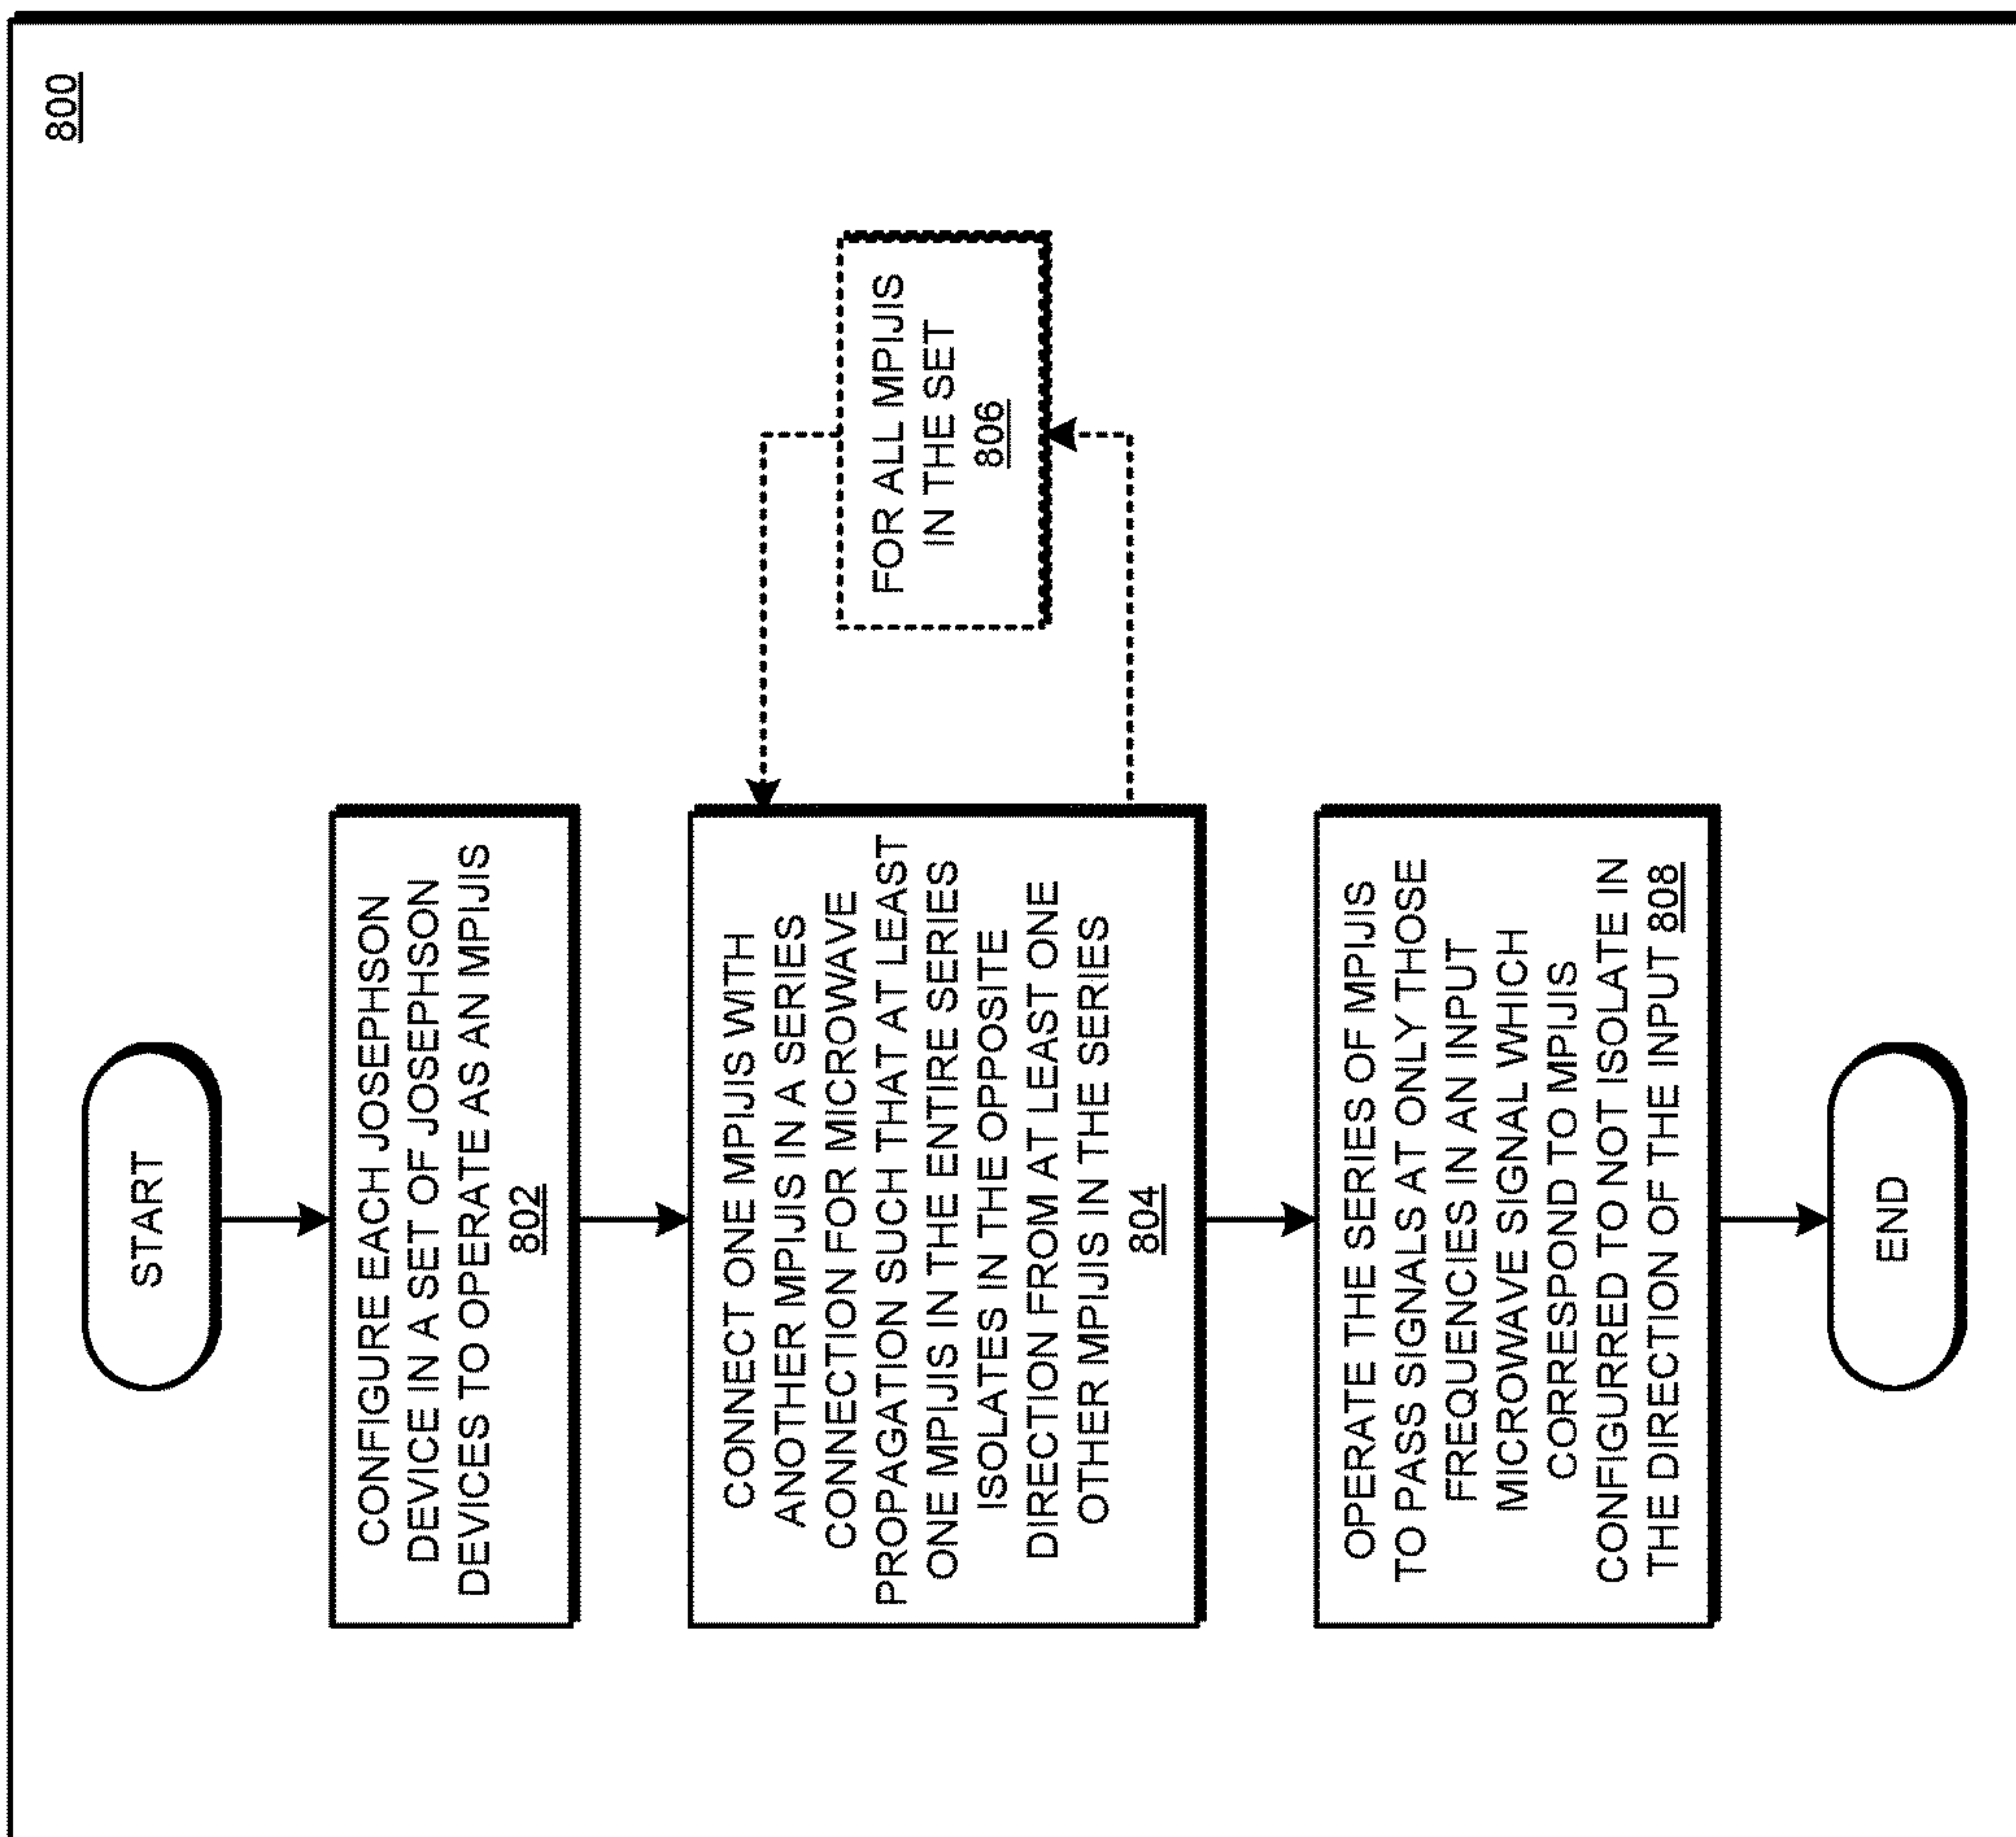 800
START
CONFIGURE EACH JOSEPHSON
DEVICE IN A SET OF JOSEPHSON
DEVICES TO OPERATE AS AN MPIJIS
802
CONNECT ONE MPIJIS WITH
ANOTHER MPIJIS IN A SERIES
CONNECTION FOR MICROWAVE
PROPAGATION SUCH THAT AT LEAST
ONE MPIJIS IN THE ENTIRE SERIES
ISOLATES IN THE OPPOSITE
DIRECTION FROM AT LEAST ONE
OTHER MPIJIS IN THE SERIES
804
FOR ALL MPIJIS
IN THE SET
806
OPERATE THE SERIES OF MPIJIS
TO PASS SIGNALS AT ONLY THOSE
FREQUENCIES IN AN INPUT
MICROWAVE SIGNAL WHICH
CORRESPOND TO MPIJIS
CONFIGURRED TO NOT ISOLATE IN
THE DIRECTION OF THE INPUT 808
END